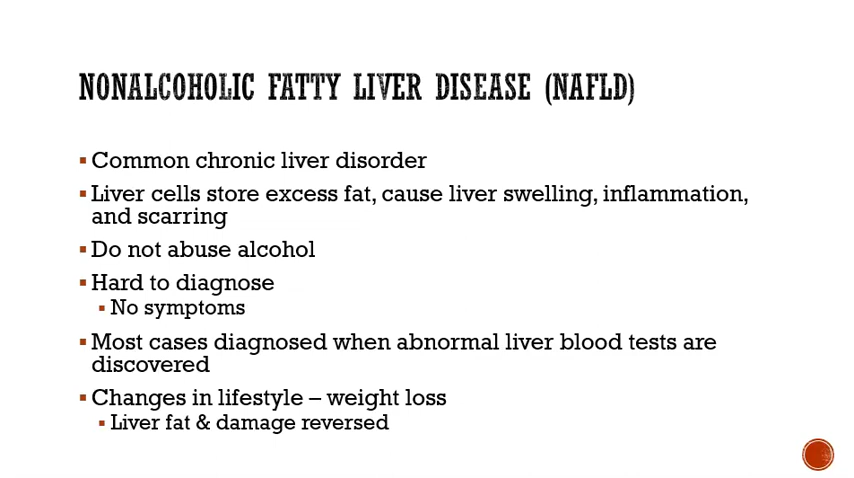 NONALCOHOLIC FATTY LIVER DISEASE (NAFLD)
Common chronic liver disorder
Liver cells store excess fat, cause liver swelling, inflammation,
and scarring
Do not abuse alcohol
Hard to diagnose
No symptoms
Most cases diagnosed when abnormal liver blood tests are
discovered
Changes in lifestyle – weight loss
Liver fat & damage reversed